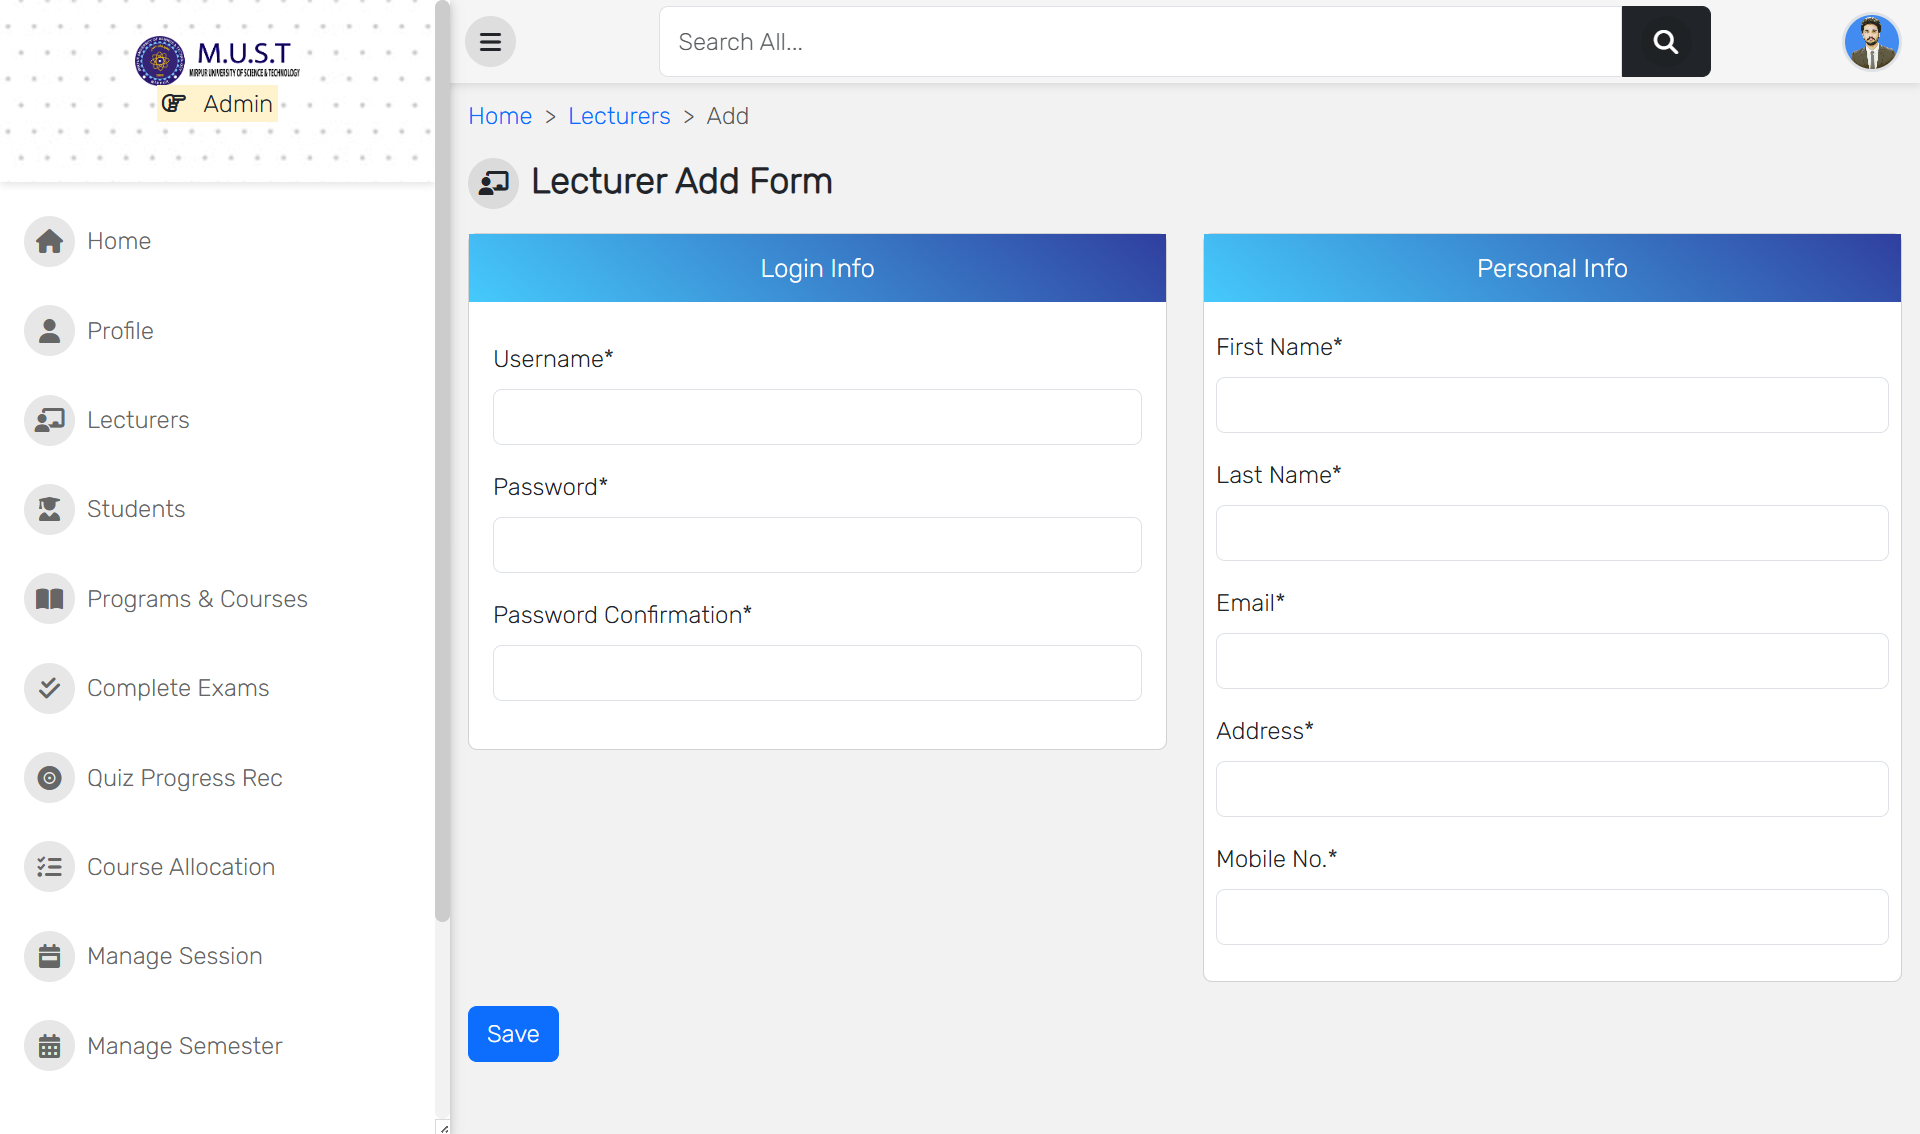 M.U.S.T
MIRPUR UNIVERSITY OF SCIENCE & TECHNOLOGY
Admin
Home
Profile
Lecturers
Students
Programs & Courses
Complete Exams
Quiz Progress Rec
Course Allocation
Manage Session
Manage Semester
Search All...
Home > Lecturers > Add
Lecturer Add Form
Login Info
Username*
Password*
Password Confirmation*
Personal Info
First Name*
Last Name*
Email*
Address*
Mobile No.*
Save